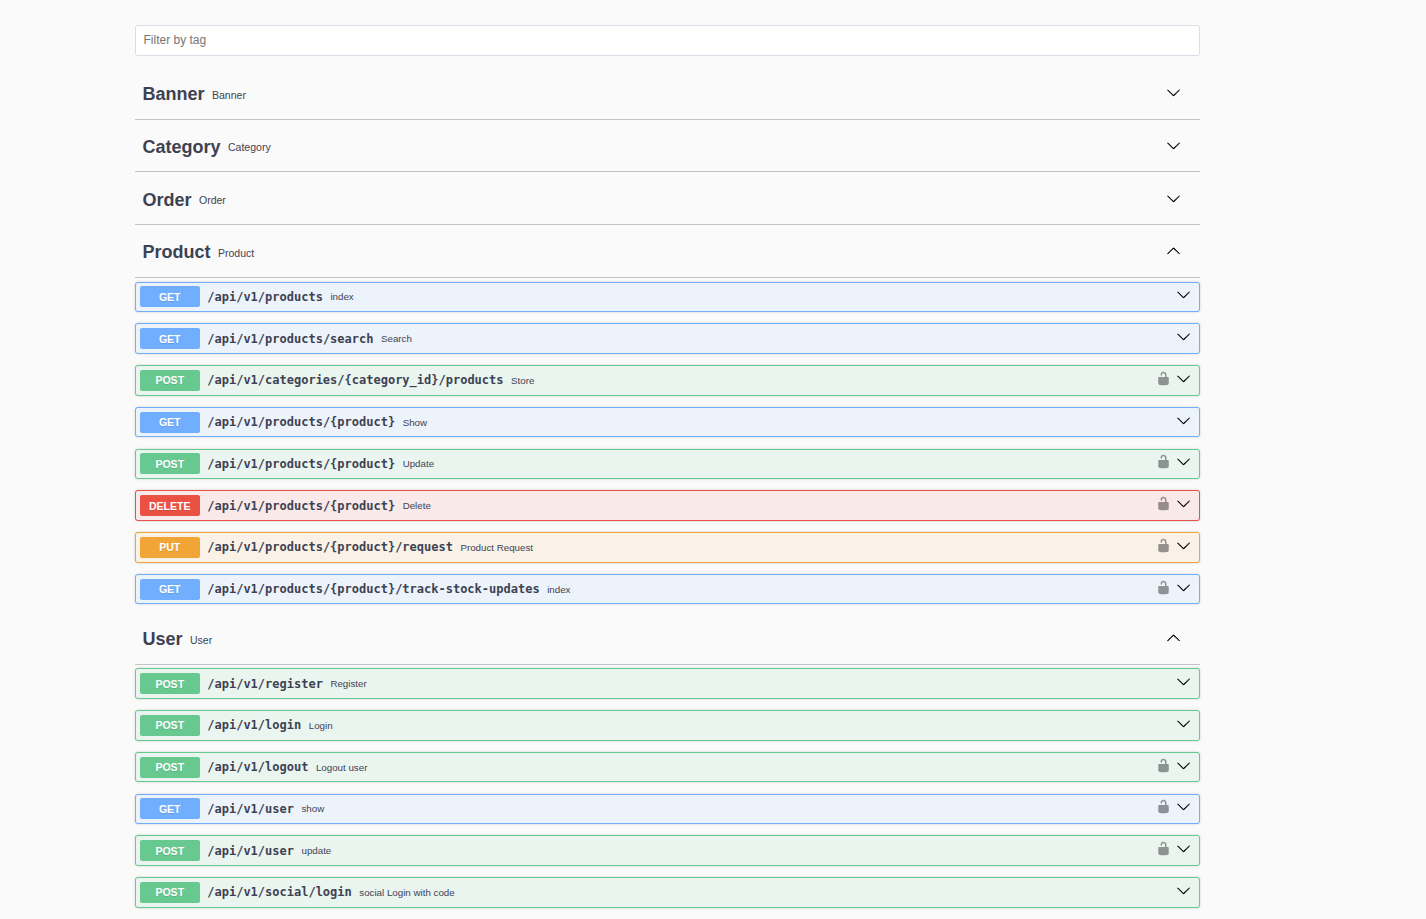 Filter by tag
Banner Banner
Category Category
Order Order
Product Product
GET /api/v1/products index
GET /api/v1/products/search Search
POST /api/v1/categories/{category_id}/products Store
GET /api/v1/products/{product} Show
POST /api/v1/products/{product} Update
DELETE /api/v1/products/{product} Delete
PUT /api/v1/products/{product}/request Product Request
GET /api/v1/products/{product}/track-stock-updates index
User User
POST /api/v1/register Register
POST /api/v1/login Login
POST /api/v1/logout Logout user
GET /api/v1/user show
POST /api/v1/user update
POST /api/v1/social/login social Login with code